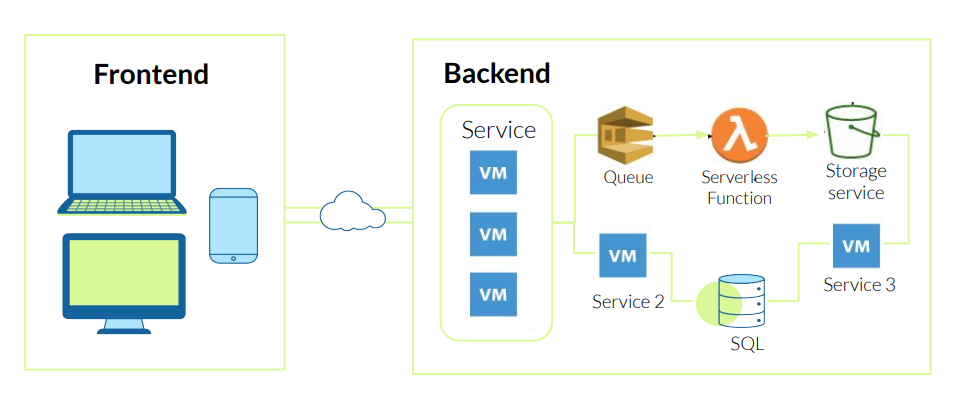 Frontend
Backend
Service
VM
VM
VM
Queue
λ
Serverless
Function
Storage
service
VM
Service 2
SQL
VM
Service 3